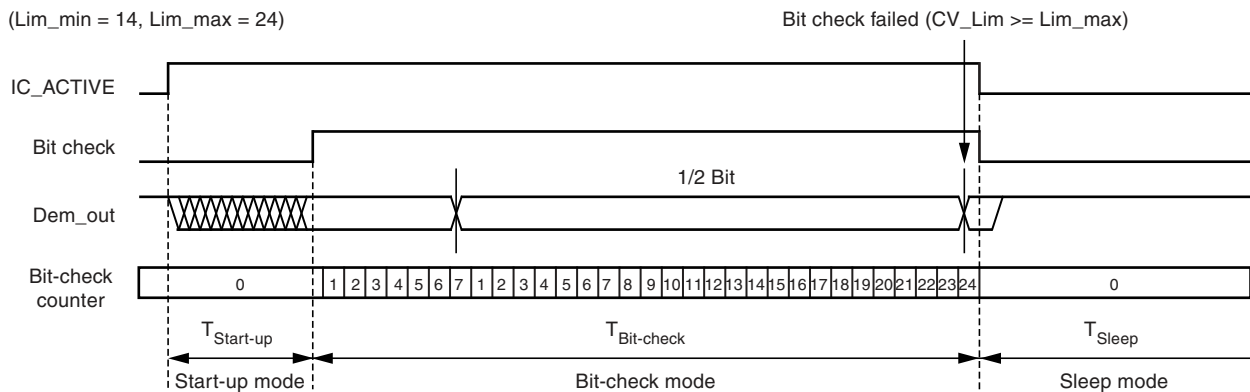 (Lim_min = 14, Lim_max = 24)
Bit check failed (CV_Lim >= Lim_max)
IC_ACTIVE
Bit check
1/2 Bit
Dem_out
Bit-check counter
0 1 2 3 4 5 6 7 1 2 3 4 5 6 7 8 9 10 11 12 13 14 15 16 17 18 19 20 21 22 23 24 0
TStart-up TBit-check TSleep
Start-up mode Bit-check mode Sleep mode